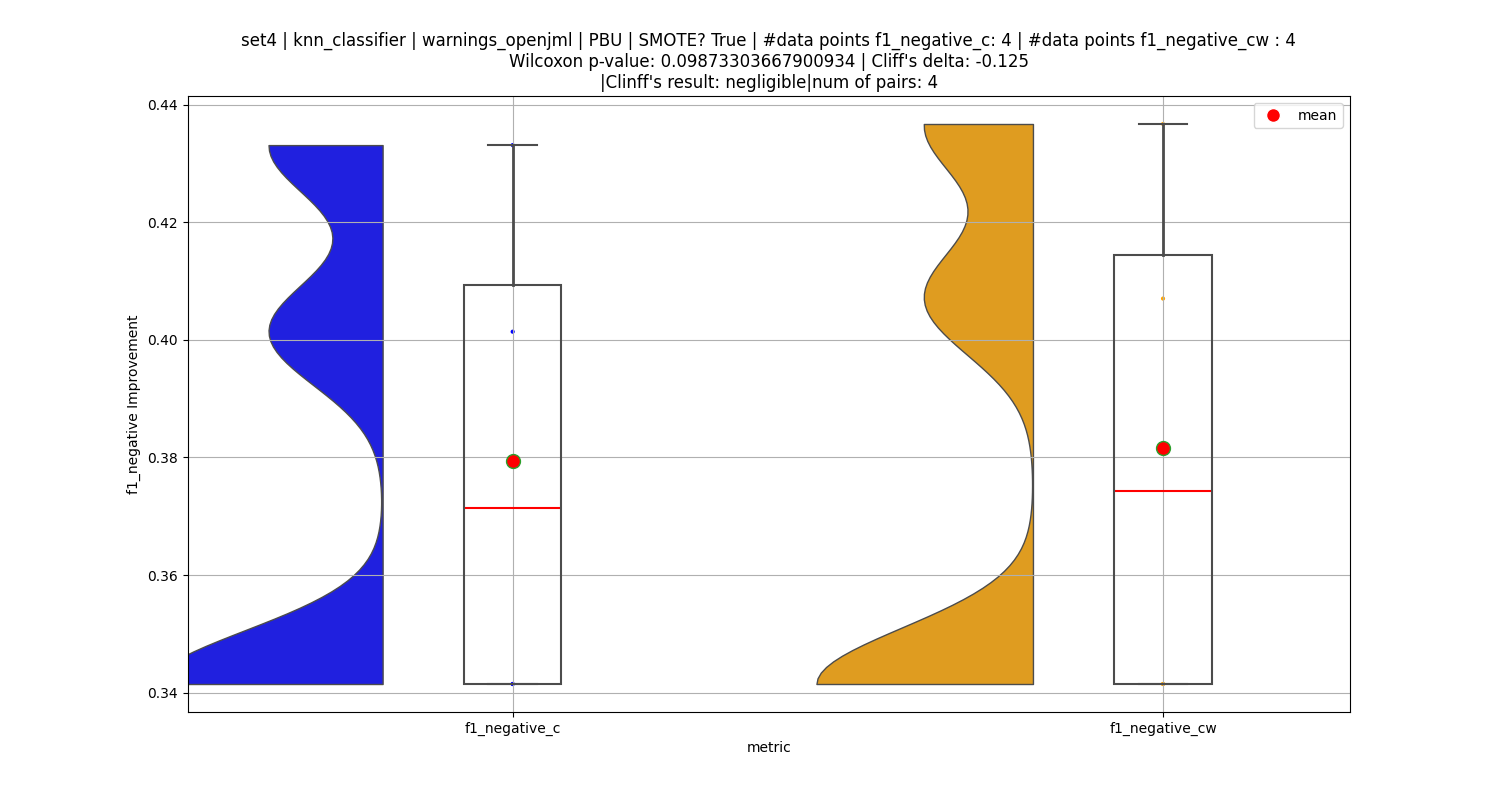 set4 | knn_classifier | warnings_openjml | PBU | SMOTE? True | #data points f1_negative_c: 4 | #data points f1_negative_cw : 4
Wilcoxon p-value: 0.09873303667900934 | Cliff's delta: -0.125
|Clinff's result: negligible|num of pairs: 4
mean
0.44
0.42
0.40
0.38
0.36
0.34
f1_negative Improvement
f1_negative_c
f1_negative_cw
metric